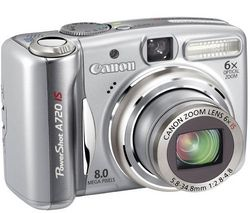 Canon
6x
OPTICAL
ZOOM
PowerShot A720 IS
CANON ZOOM LENS 6x IS
5.8-34.8mm 1:2.8-4.8
8.0
MEGA PIXELS